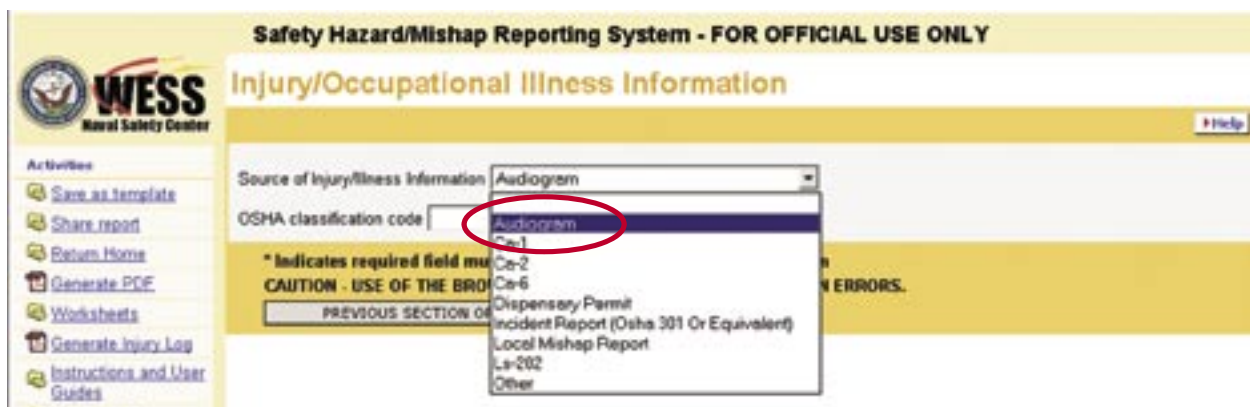 Safety Hazard/Mishap Reporting System - FOR OFFICIAL USE ONLY
WESS
Naval Safety Center
Injury/Occupational Illness Information
Help
Activities
Save as template
Share report
Return Home
Generate PDF
Worksheets
Generate Injury Log
Instructions and User
Guides
Source of Injury/Illness Information Audiogram
OSHA classification code
Audiogram
Ca-1
Ca-2
Ca-6
Dispensary Permit
Incident Report (Osha 301 Or Equivalent)
Local Mishap Report
Ls-202
Other
* Indicates required field
CAUTION - USE OF THE
ERRORS.
PREVIOUS SECTION